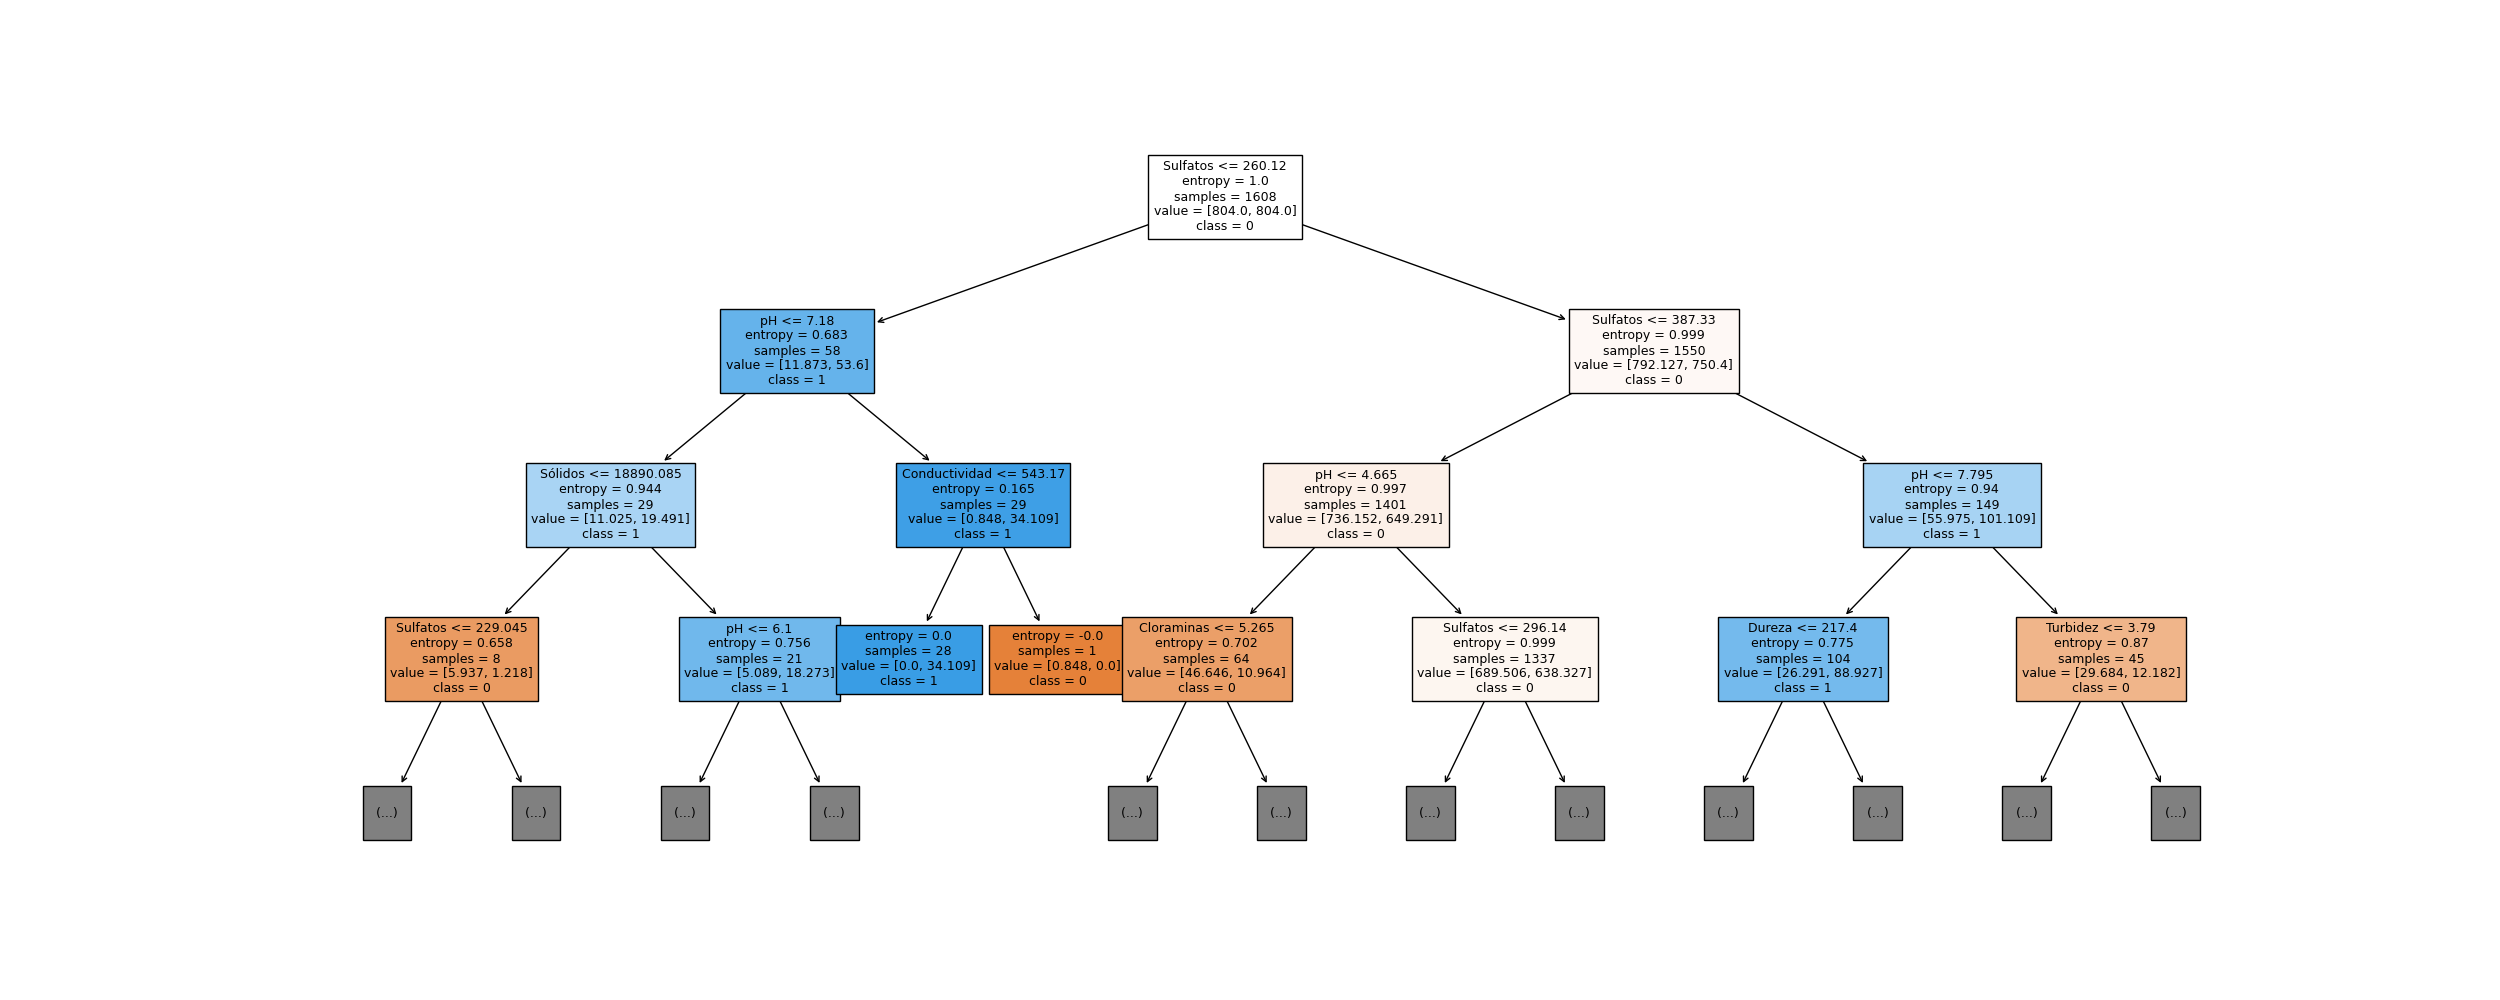 Sulfatos <= 260.12
entropy = 1.0
samples = 1608
value = [804.0, 804.0]
class = 0
pH <= 7.18
entropy = 0.683
samples = 58
value = [11.873, 53.6]
class = 1
Sulfatos <= 387.33
entropy = 0.999
samples = 1550
value = [792.127, 750.4]
class = 0
Sólidos <= 18890.085
entropy = 0.944
samples = 29
value = [11.025, 19.491]
class = 1
Conductividad <= 543.17
entropy = 0.165
samples = 29
value = [0.848, 34.109]
class = 1
pH <= 4.665
entropy = 0.997
samples = 1401
value = [736.152, 649.291]
class = 0
pH <= 7.795
entropy = 0.94
samples = 149
value = [55.975, 101.109]
class = 1
Sulfatos <= 229.045
entropy = 0.658
samples = 8
value = [5.937, 1.218]
class = 0
pH <= 6.1
entropy = 0.756
samples = 21
value = [5.089, 18.273]
class = 1
entropy = 0.0
samples = 28
value = [0.0, 34.109]
class = 1
entropy = -0.0
samples = 1
value = [0.848, 0.0]
class = 0
Cloraminas <= 5.265
entropy = 0.702
samples = 64
value = [46.646, 10.964]
class = 0
Sulfatos <= 296.14
entropy = 0.999
samples = 1337
value = [689.506, 638.327]
class = 0
Dureza <= 217.4
entropy = 0.775
samples = 104
value = [26.291, 88.927]
class = 1
Turbidez <= 3.79
entropy = 0.87
samples = 45
value = [29.684, 12.182]
class = 0
(...)
(...)
(...)
(...)
(...)
(...)
(...)
(...)
(...)
(...)
(...)
(...)